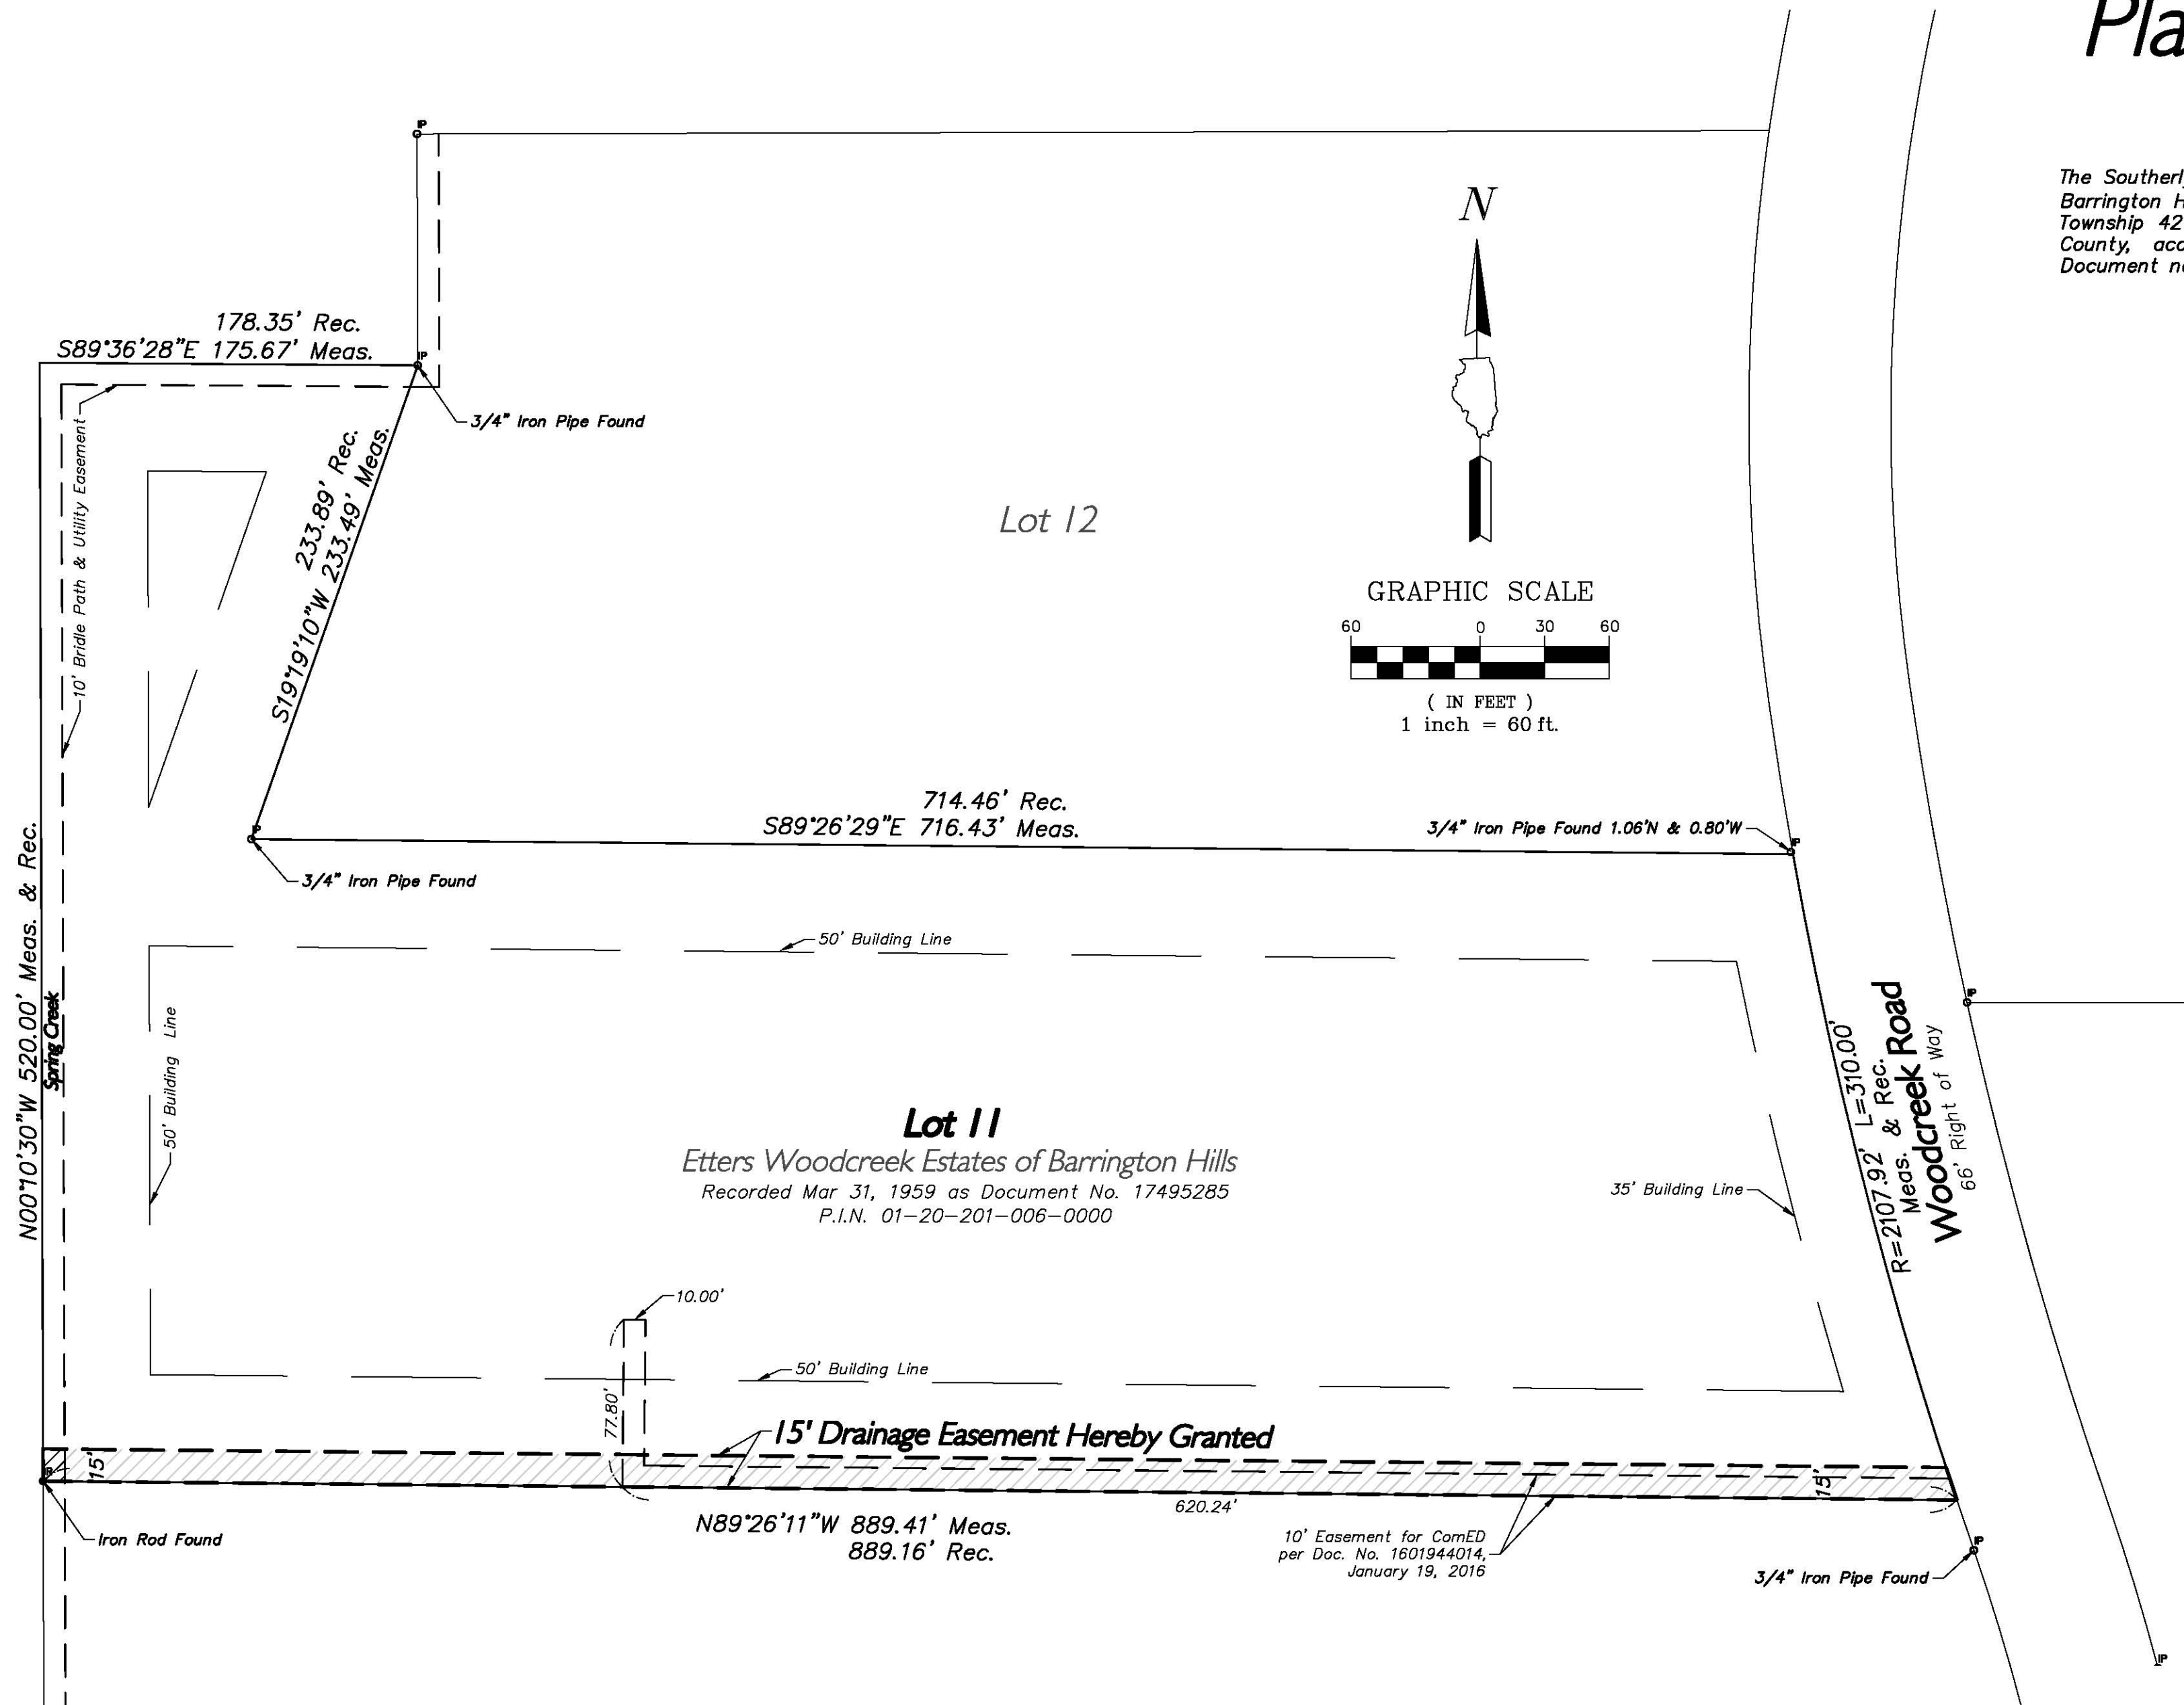 Pla
The Southerl
Barrington H
Township 42
County, acc
Document n
IP
N
178.35' Rec.
S89°36'28"E 175.67' Meas.
IP
3/4" Iron Pipe Found
10' Bridle Path & Utility Easement
233.89' Rec.
S19°19'10"W 233.49' Meas.
Lot 12
GRAPHIC SCALE
60 0 30 60
( IN FEET )
1 inch = 60 ft.
714.46' Rec.
S89°26'29"E 716.43' Meas.
3/4" Iron Pipe Found 1.06'N & 0.80'W
IP
IP
3/4" Iron Pipe Found
N00°10'30"W 520.00' Meas. & Rec.
Spring Creek
50' Building Line
50' Building Line
IP
R=2107.92' L=310.00'
Meas. & Rec.
Woodcreek Road
66' Right of Way
Lot 11
Etters Woodcreek Estates of Barrington Hills
Recorded Mar 31, 1959 as Document No. 17495285
P.I.N. 01-20-201-006-0000
35' Building Line
10.00'
50' Building Line
77.80'
15' Drainage Easement Hereby Granted
15'
15'
IR
620.24'
N89°26'11"W 889.41' Meas.
889.16' Rec.
Iron Rod Found
10' Easement for ComED
per Doc. No. 1601944014,
January 19, 2016
IP
3/4" Iron Pipe Found
IP